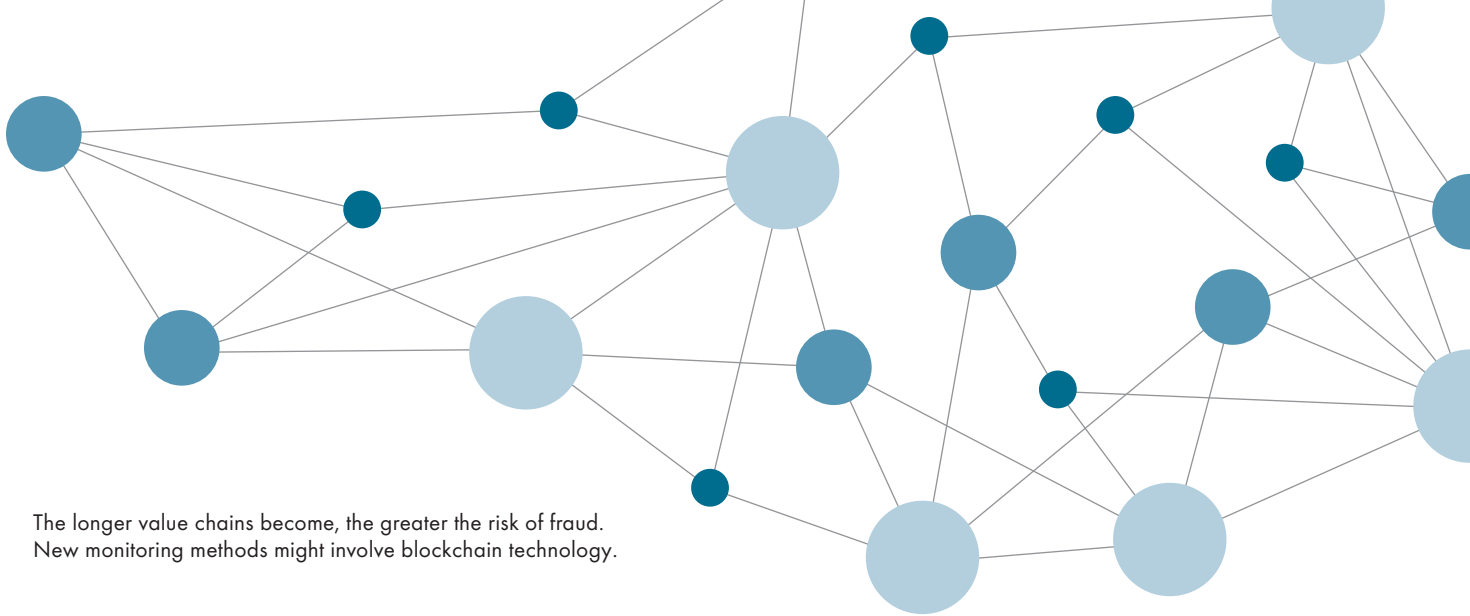 The longer value chains become, the greater the risk of fraud.
New monitoring methods might involve blockchain technology.